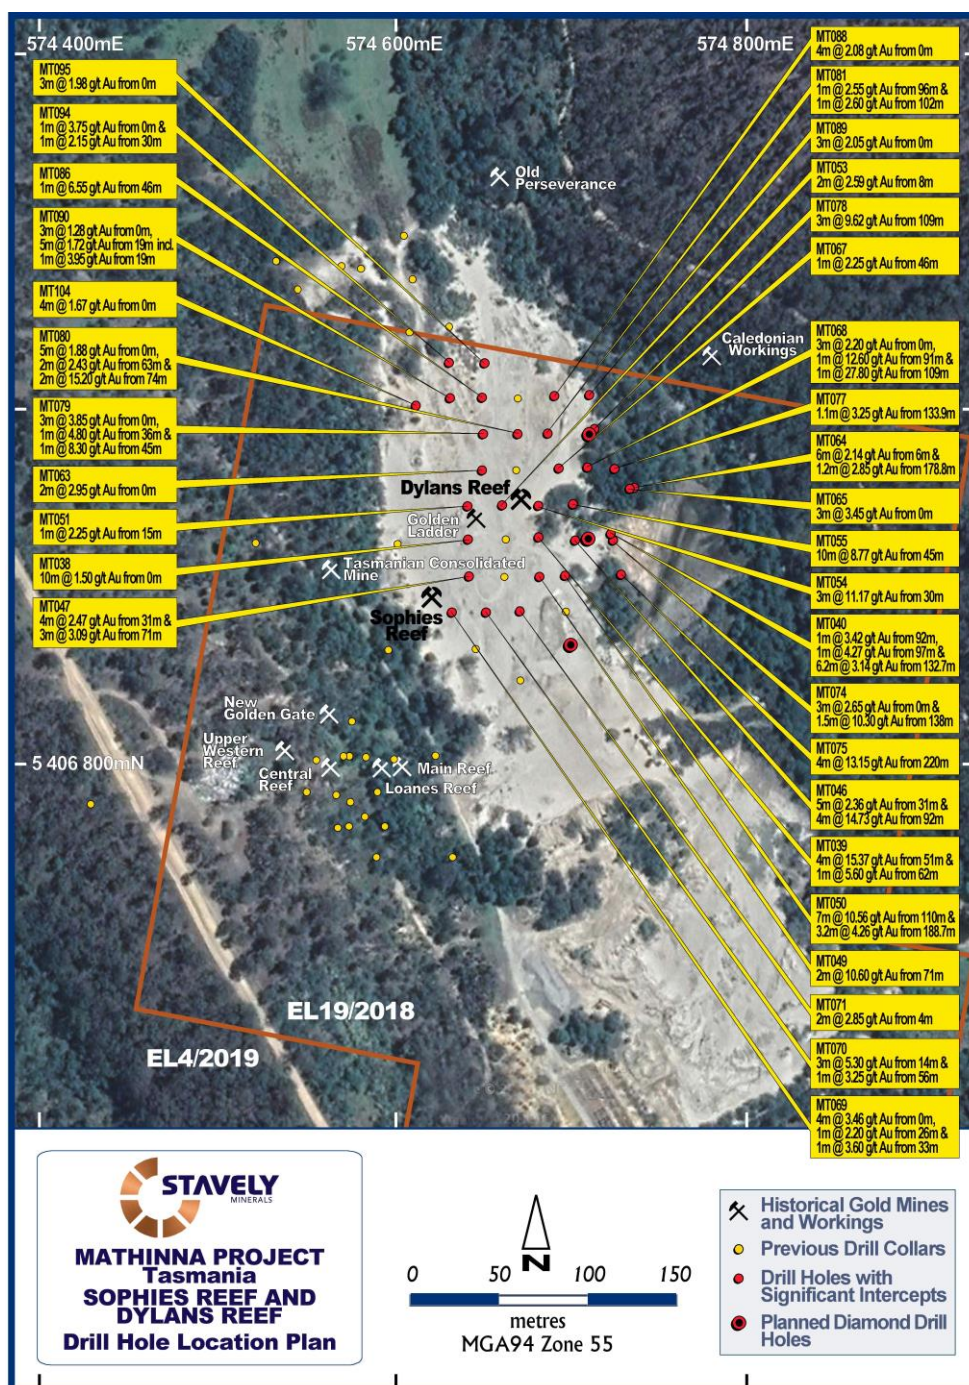 574 400mE
574 600mE
574 800mE
MT095
3m @ 1.98 g/t Au from 0m
MT094
1m @ 3.75 g/t Au from 0m &
1m @ 2.15 g/t Au from 30m
MT086
1m @ 6.55 g/t Au from 46m
MT090
3m @ 1.28 g/t Au from 0m,
5m @ 1.72 g/t Au from 19m incl.
1m @ 3.95 g/t Au from 19m
MT104
4m @ 1.67 g/t Au from 0m
MT080
5m @ 1.88 g/t Au from 0m,
2m @ 2.43 g/t Au from 63m &
2m @ 15.20 g/t Au from 74m
MT079
3m @ 3.85 g/t Au from 0m,
1m @ 4.80 g/t Au from 36m &
1m @ 8.30 g/t Au from 45m
MT063
2m @ 2.95 g/t Au from 0m
MT051
1m @ 2.25 g/t Au from 15m
MT038
10m @ 1.50 g/t Au from 0m
MT047
4m @ 2.47 g/t Au from 31m &
3m @ 3.09 g/t Au from 71m
MT088
4m @ 2.08 g/t Au from 0m
MT081
1m @ 2.55 g/t Au from 96m &
1m @ 2.60 g/t Au from 102m
MT089
3m @ 2.05 g/t Au from 0m
MT053
2m @ 2.59 g/t Au from 8m
MT078
3m @ 9.62 g/t Au from 109m
MT067
1m @ 2.25 g/t Au from 46m
MT068
3m @ 2.20 g/t Au from 0m,
1m @ 12.60 g/t Au from 91m &
1m @ 27.80 g/t Au from 109m
MT077
1.1m @ 3.25 g/t Au from 133.9m
MT064
6m @ 2.14 g/t Au from 6m &
1.2m @ 2.85 g/t Au from 178.8m
MT065
3m @ 3.45 g/t Au from 0m
MT055
10m @ 8.77 g/t Au from 45m
MT054
3m @ 11.17 g/t Au from 30m
MT040
1m @ 3.42 g/t Au from 92m,
1m @ 4.27 g/t Au from 97m &
6.2m @ 3.14 g/t Au from 132.7m
MT074
3m @ 2.65 g/t Au from 0m &
1.5m @ 10.30 g/t Au from 138m
MT075
4m @ 13.15 g/t Au from 220m
MT046
5m @ 2.36 g/t Au from 31m &
4m @ 14.73 g/t Au from 92m
MT039
4m @ 15.37 g/t Au from 51m &
1m @ 5.60 g/t Au from 62m
MT050
7m @ 10.56 g/t Au from 110m &
3.2m @ 4.26 g/t Au from 188.7m
MT049
2m @ 10.60 g/t Au from 71m
MT071
2m @ 2.85 g/t Au from 4m
MT070
3m @ 5.30 g/t Au from 14m &
1m @ 3.25 g/t Au from 56m
MT069
4m @ 3.46 g/t Au from 0m,
1m @ 2.20 g/t Au from 26m &
1m @ 3.60 g/t Au from 33m
Old
Perseverance
Caledonian
Workings
Dylans Reef
Golden
Ladder
Tasmanian Consolidated
Mine
Sophies
Reef
New
Golden Gate
Upper
Western
Reef
Central
Reef
Main Reef
Loanes Reef
5 406 800mN
EL19/2018
EL4/2019
STAVELY
MINERALS
MATHINNA PROJECT
Tasmania
SOPHIES REEF AND
DYLANS REEF
Drill Hole Location Plan
N
0 50 100 150
metres
MGA94 Zone 55
Historical Gold Mines
and Workings
Previous Drill Collars
Drill Holes with
Significant Intercepts
Planned Diamond Drill
Holes